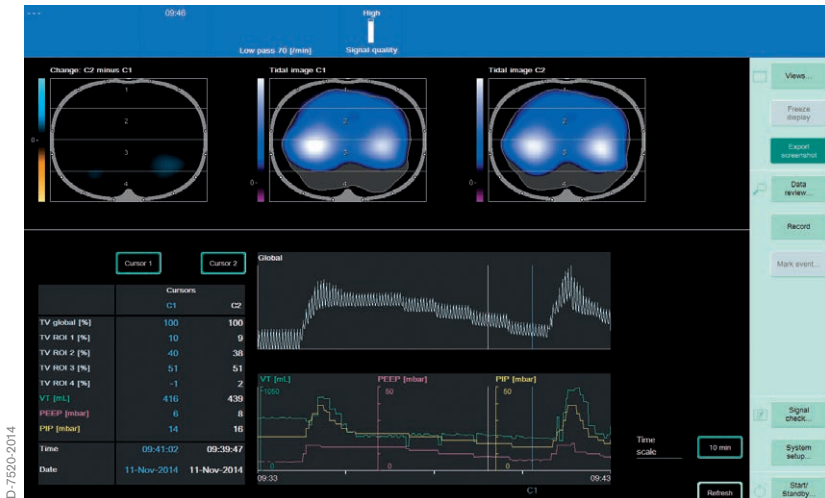 ---
09:46
High
Low pass 70 [/min]
Signal quality
Change: C2 minus C1
Tidal image C1
Tidal image C2
Views...
Freeze display
Export screenshot
Data review...
Record
Mark event...
Signal check...
System setup...
Start/ Standby...
0-
1
2
3
4
0-
1
2
3
4
0-
1
2
3
4
Cursor 1
Cursor 2
Global
Cursors
C1 C2
TV global [%] 100 100
TV ROI 1 [%] 10 9
TV ROI 2 [%] 40 38
TV ROI 3 [%] 51 51
TV ROI 4 [%] -1 2
VT [mL] 416 439
PEEP [mbar] 6 8
PIP [mbar] 14 16
Time 09:41:02 09:39:47
Date 11-Nov-2014 11-Nov-2014
VT [mL] PEEP [mbar] PIP [mbar]
1050 50 50
0 0 0
09:33 09:43
C1
Time scale
10 min
Refresh
D-7520-2014